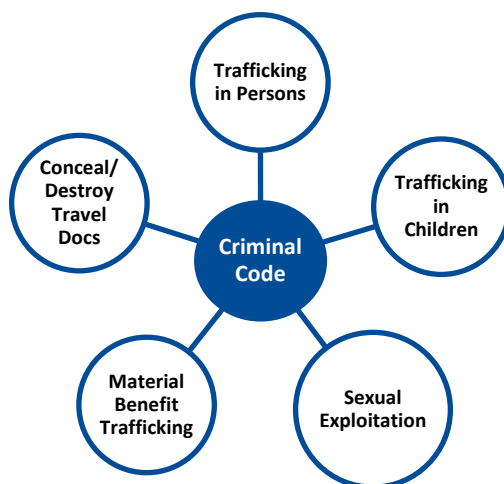 Trafficking
in Persons
Conceal/
Destroy
Travel
Docs
Trafficking
in
Children
Criminal
Code
Material
Benefit
Trafficking
Sexual
Exploitation